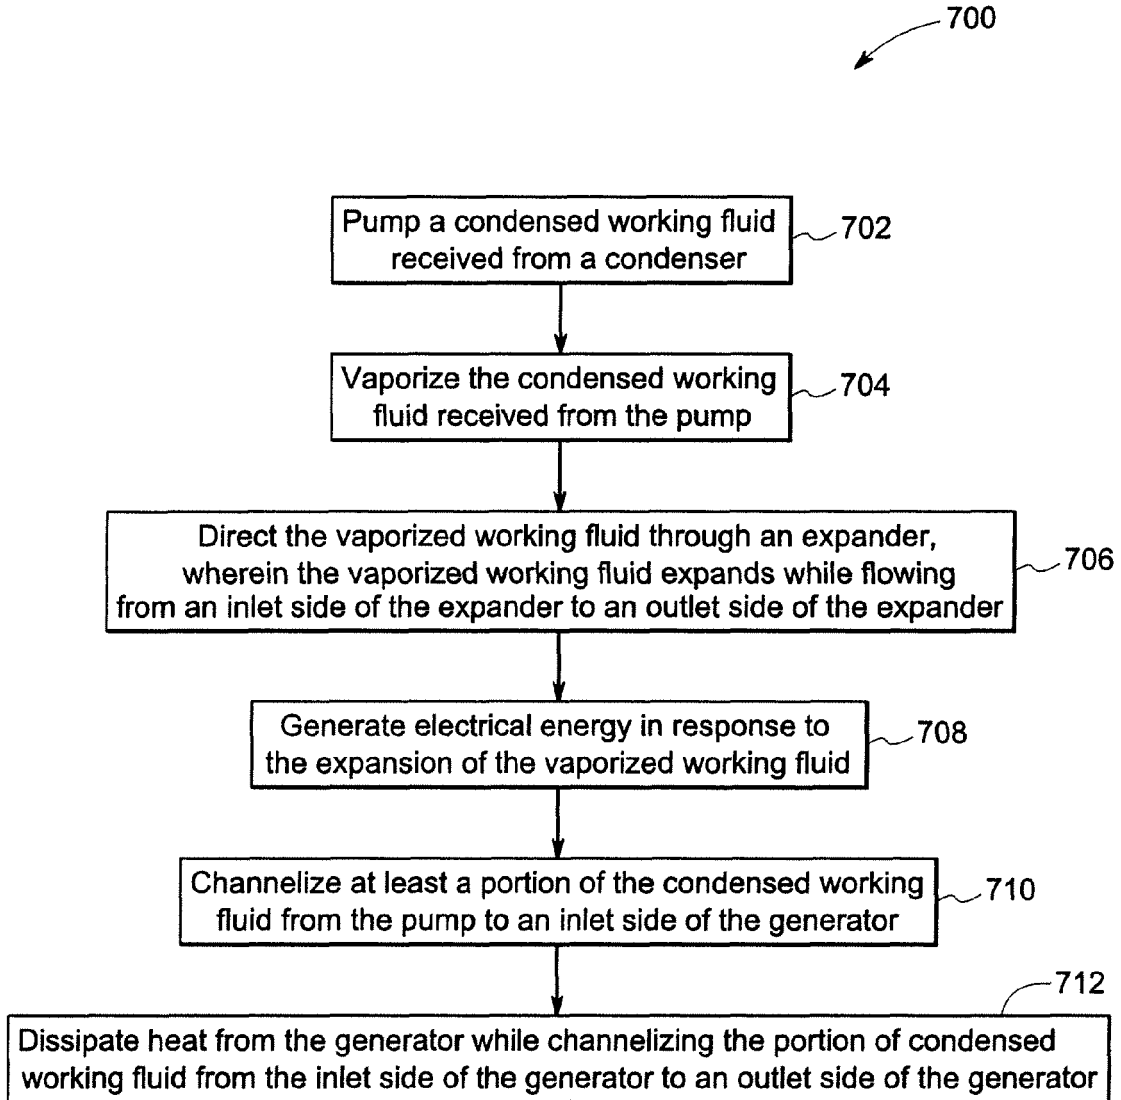 700
Pump a condensed working fluid
received from a condenser
702
Vaporize the condensed working
fluid received from the pump
704
Direct the vaporized working fluid through an expander,
wherein the vaporized working fluid expands while flowing
from an inlet side of the expander to an outlet side of the expander
706
Generate electrical energy in response to
the expansion of the vaporized working fluid
708
Channelize at least a portion of the condensed working
fluid from the pump to an inlet side of the generator
710
712
Dissipate heat from the generator while channelizing the portion of condensed
working fluid from the inlet side of the generator to an outlet side of the generator